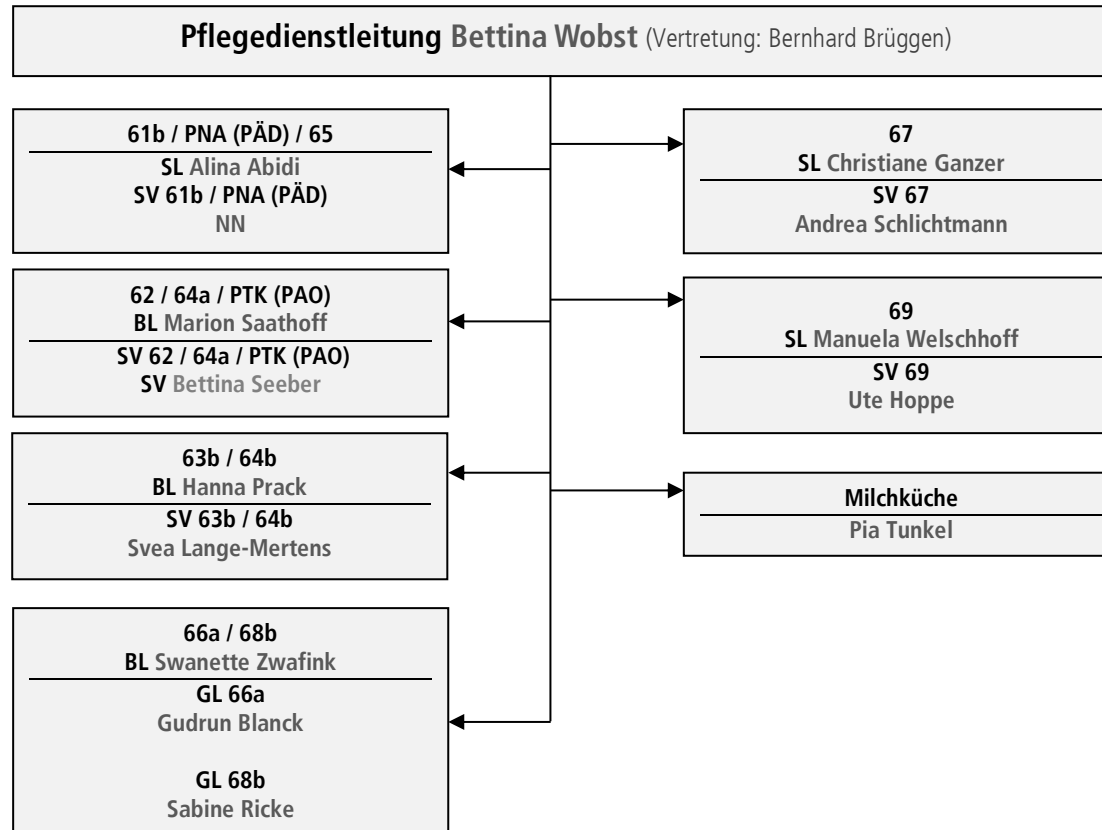 Pflegedienstleitung Bettina Wobst (Vertretung: Bernhard Brüggen)
61b / PNA (PÄD) / 65
SL Alina Abidi
SV 61b / PNA (PÄD)
NN
62 / 64a / PTK (PAO)
BL Marion Saathoff
SV 62 / 64a / PTK (PAO)
SV Bettina Seeber
63b / 64b
BL Hanna Prack
SV 63b / 64b
Svea Lange-Mertens
66a / 68b
BL Swanette Zwafink
GL 66a
Gudrun Blanck
GL 68b
Sabine Ricke
67
SL Christiane Ganzer
SV 67
Andrea Schlichtmann
69
SL Manuela Welschhoff
SV 69
Ute Hoppe
Milchküche
Pia Tunkel